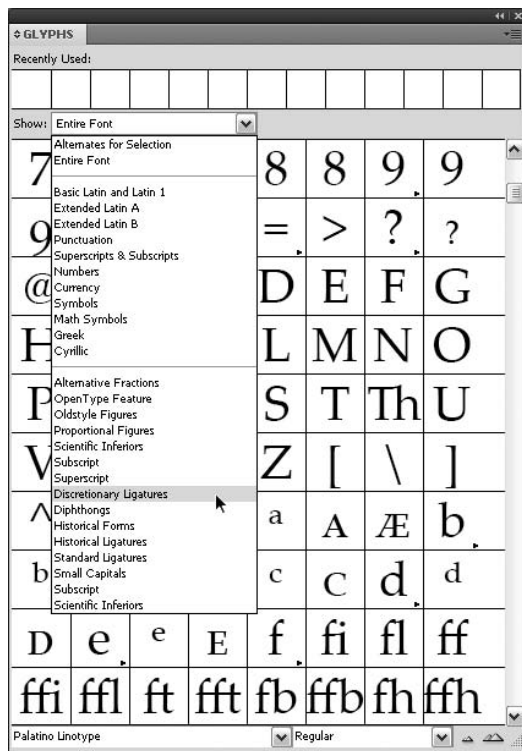 GLYPHS
Recently Used:
Show: Entire Font
Alternates for Selection
Entire Font
Basic Latin and Latin 1
Extended Latin A
Extended Latin B
Punctuation
Superscripts & Subscripts
Numbers
Currency
Symbols
Math Symbols
Greek
Cyrillic
Alternative Fractions
OpenType Feature
Oldstyle Figures
Proportional Figures
Scientific Inferiors
Subscript
Superscript
Discretionary Ligatures
Diphthongs
Historical Forms
Historical Ligatures
Standard Ligatures
Small Capitals
Subscript
Scientific Inferiors
7 8 8 9 9
9 = > ? ?
@ D E F G
H L M N O
P S T Th U
V Z [ \ ]
^ a A Æ b
b c C d d
D e e E f fi fl ff
ffi ffl ft fft fb ffb fh ffh
Palatino Linotype Regular